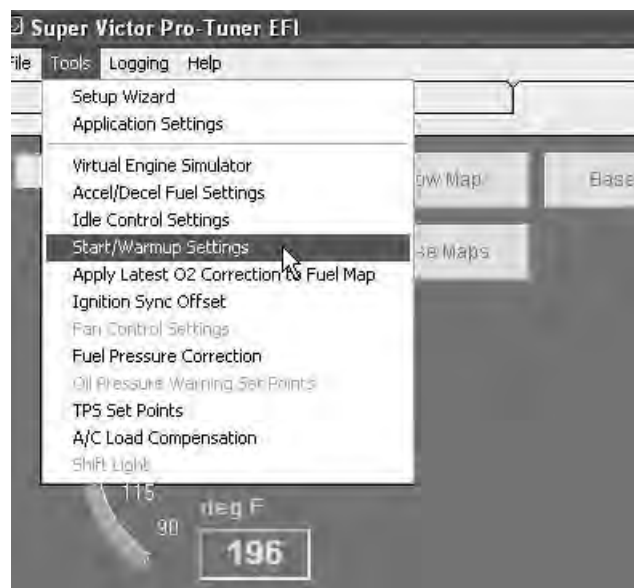 Super Victor Pro-Tuner EFI
File Tools Logging Help
Setup Wizard
Application Settings
Virtual Engine Simulator
Accel/Decel Fuel Settings
Idle Control Settings
Start/Warmup Settings
Apply Latest O2 Correction to Fuel Map
Ignition Sync Offset
Fan Control Settings
Fuel Pressure Correction
Oil Pressure Warning Set Points
TPS Set Points
A/C Load Compensation
Shift Light
Map Base
Maps
115
90
deg F
196